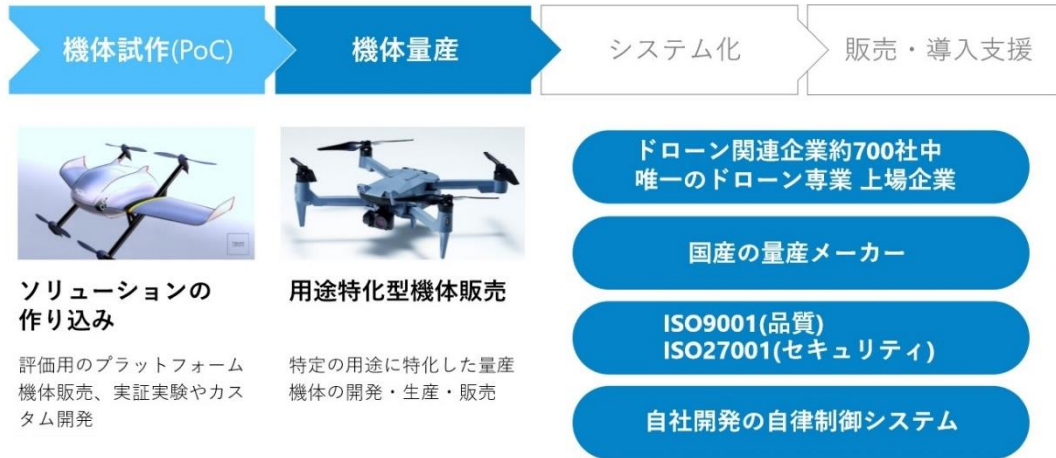 機体試作(PoC)
機体量産
システム化
販売・導入支援
ソリューションの
作り込み
評価用のプラットフォーム
機体販売、実証実験やカス
タム開発
用途特化型機体販売
特定の用途に特化した量産
機体の開発・生産・販売
ドローン関連企業約700社中
唯一のドローン専業 上場企業
国産の量産メーカー
ISO9001(品質)
ISO27001(セキュリティ)
自社開発の自律制御システム